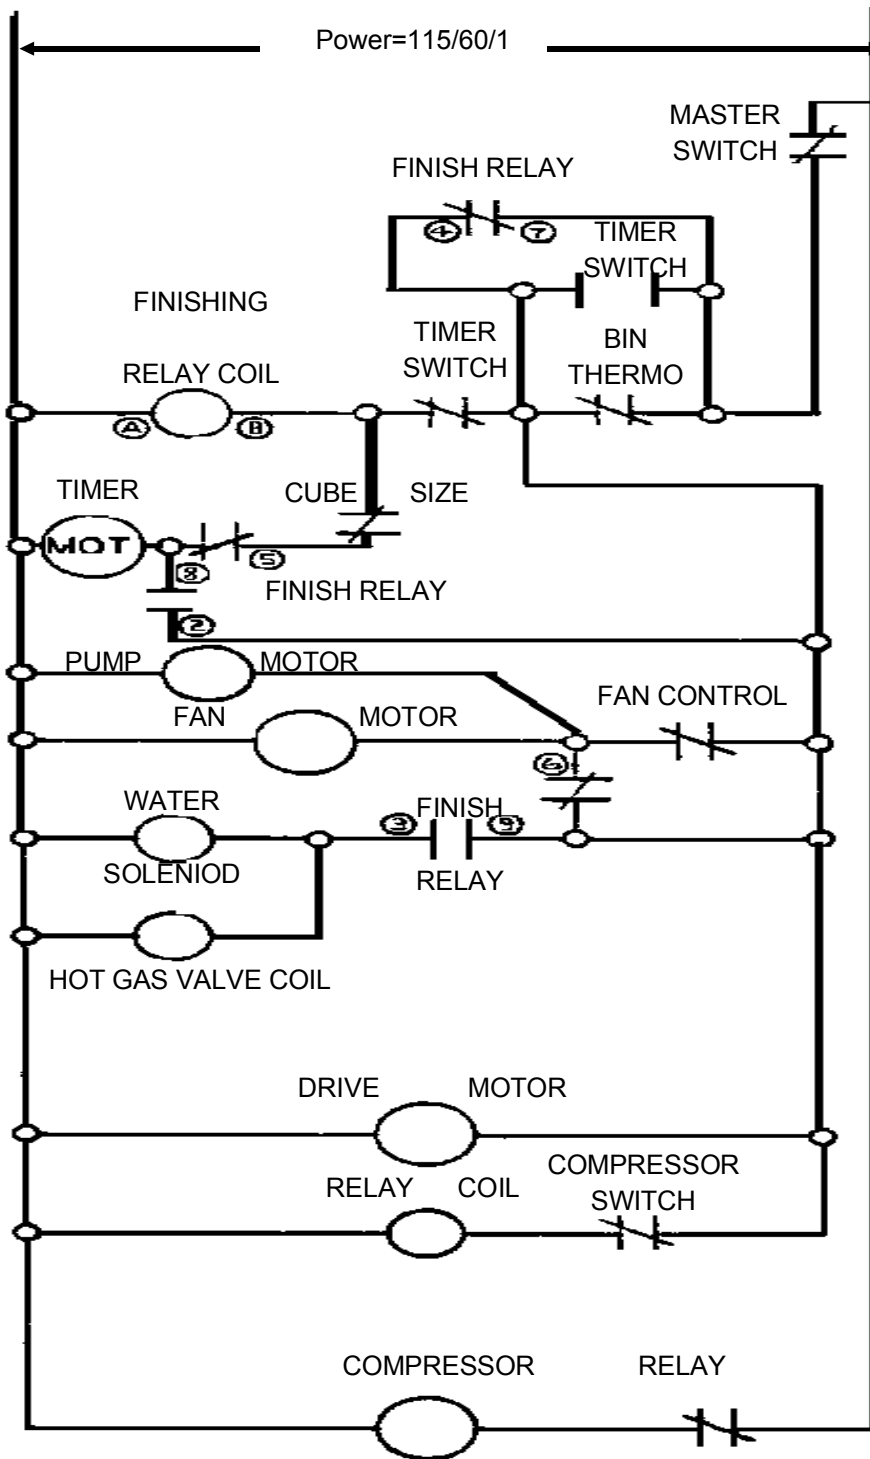 Power=115/60/1
MASTER
SWITCH
FINISH RELAY
④ ⑦
TIMER
SWITCH
FINISHING
RELAY COIL
TIMER
SWITCH
BIN
THERMO
Ⓐ Ⓑ
TIMER
CUBE SIZE
MOT
⑧ ⑤
FINISH RELAY
②
PUMP MOTOR
FAN CONTROL
FAN MOTOR
⑥
WATER
SOLENIOD
③ FINISH ⑨
RELAY
HOT GAS VALVE COIL
DRIVE MOTOR
RELAY COIL
COMPRESSOR
SWITCH
COMPRESSOR RELAY